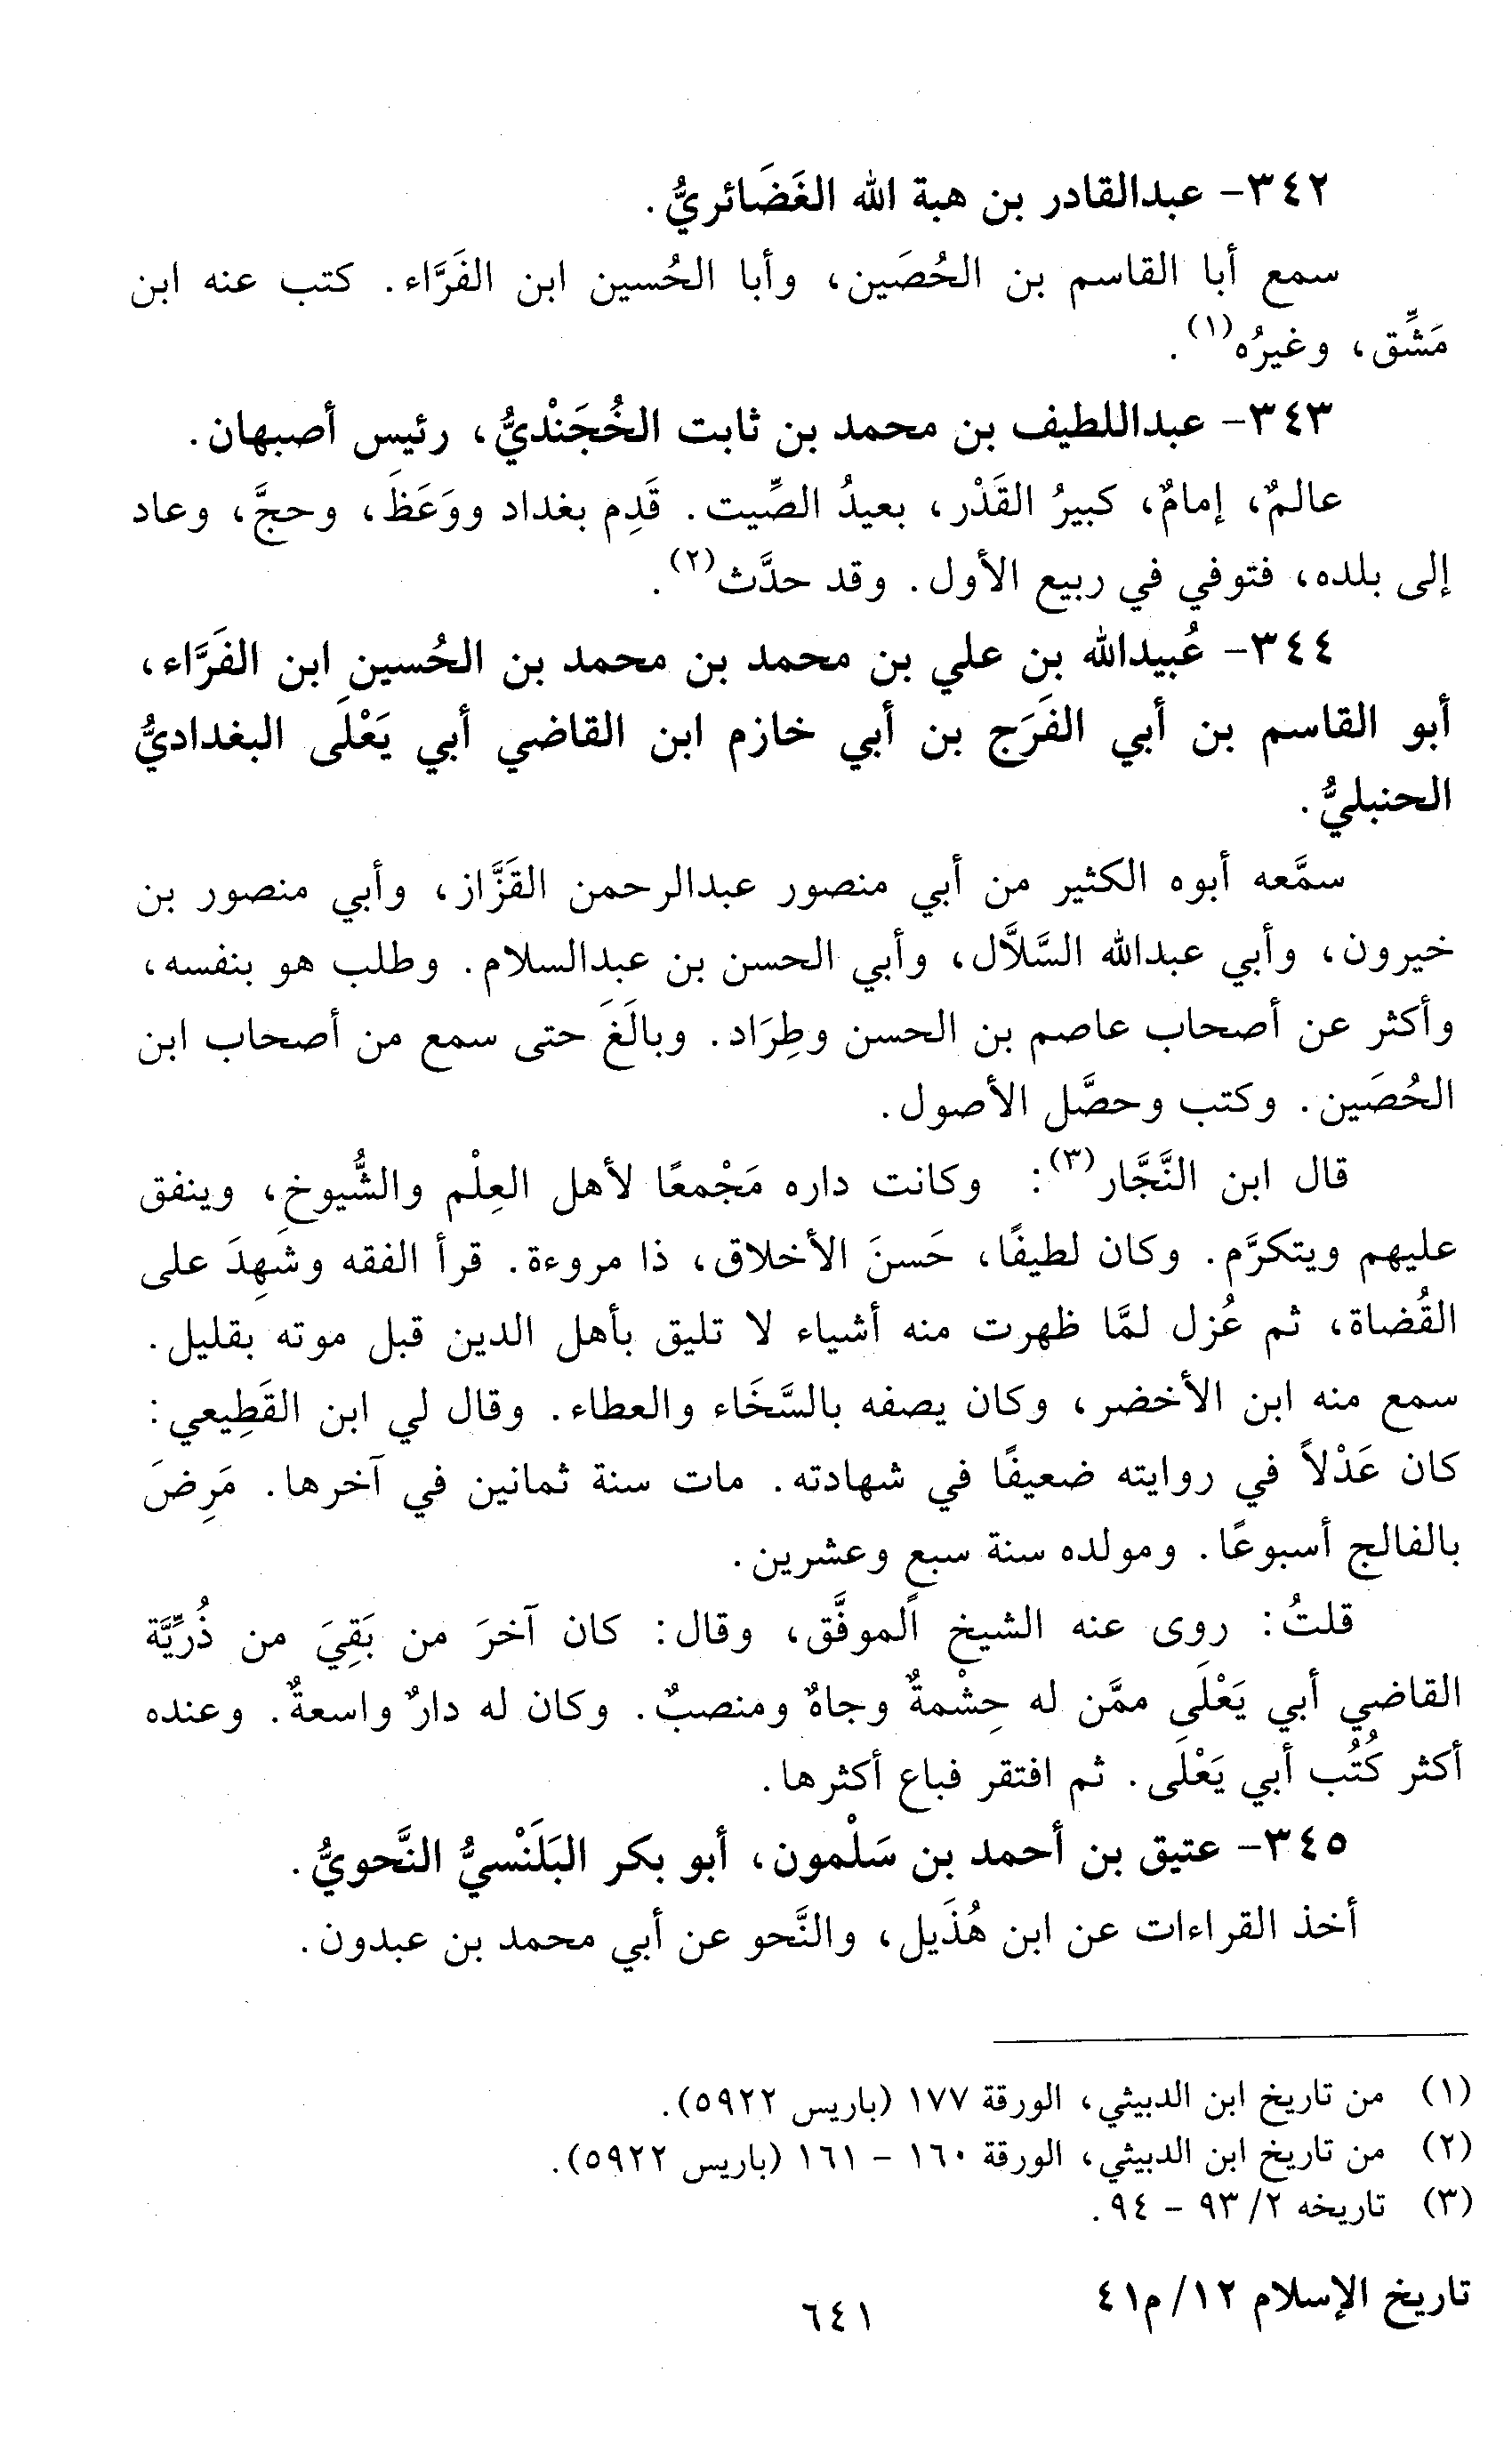 ٣٤٢- عبدالقادر بن هبة الله الغَضَائريُّ.
سمع أبا القاسم بن الحُصَين، وأبا الحُسين ابن الفَرَّاء. كتب عنه ابن
مَشِّق، وغيرُه(١).
٣٤٣- عبداللطيف بن محمد بن ثابت الخُجَنْديُّ، رئيس أصبهان.
عالمٌ، إمامٌ، كبيرُ القَدْر، بعيدُ الصِّيت. قَدِم بغداد ووَعَظَ، وحجَّ، وعاد
إلى بلده، فتوفي في ربيع الأول. وقد حدَّث(٢).
٣٤٤- عُبيدالله بن علي بن محمد بن محمد بن الحُسين ابن الفَرَّاء،
أبو القاسم بن أبي الفَرَج بن أبي خازم ابن القاضي أبي يَعْلَى البغداديُّ
الحنبليُّ.
سمَّعه أبوه الكثير من أبي منصور عبدالرحمن القَزَّاز، وأبي منصور بن
خيرون، وأبي عبدالله السَّلاَّل، وأبي الحسن بن عبدالسلام. وطلب هو بنفسه،
وأكثر عن أصحاب عاصم بن الحسن وطِرَاد. وبالَغَ حتى سمع من أصحاب ابن
الحُصَين. وكتب وحصَّل الأصول.
قال ابن النَّجَّار(٣): وكانت داره مَجْمعًا لأهل العِلْم والشُّيوخ، وينفق
عليهم ويتكرَّم. وكان لطيفًا، حَسنَ الأخلاق، ذا مروءة. قرأ الفقه وشَهِدَ على
القُضاة، ثم عُزل لمَّا ظهرت منه أشياء لا تليق بأهل الدين قبل موته بقليل.
سمع منه ابن الأخضر، وكان يصفه بالسَّخَاء والعطاء. وقال لي ابن القَطِيعي:
كان عَدْلاً في روايته ضعيفًا في شهادته. مات سنة ثمانين في آخرها. مَرِضَ
بالفالج أسبوعًا. ومولده سنة سبع وعشرين.
قلتُ: روى عنه الشيخ الموفَّق، وقال: كان آخرَ من بَقِيَ من ذُرِّيَّة
القاضي أبي يَعْلَى ممَّن له حِشْمةٌ وجاهٌ ومنصبٌ. وكان له دارٌ واسعةٌ. وعنده
أكثر كُتُب أبي يَعْلَى. ثم افتقر فباع أكثرها.
٣٤٥- عتيق بن أحمد بن سَلْمون، أبو بكر البَلَنْسيُّ النَّحويُّ.
أخذ القراءات عن ابن هُذَيل، والنَّحو عن أبي محمد بن عبدون.
(١) من تاريخ ابن الدبيثي، الورقة ١٧٧ (باريس ٥٩٢٢).
(٢) من تاريخ ابن الدبيثي، الورقة ١٦٠ - ١٦١ (باريس ٥٩٢٢).
(٣) تاريخه ٢/ ٩٣ - ٩٤.
تاريخ الإسلام ١٢/ م٤١
٦٤١